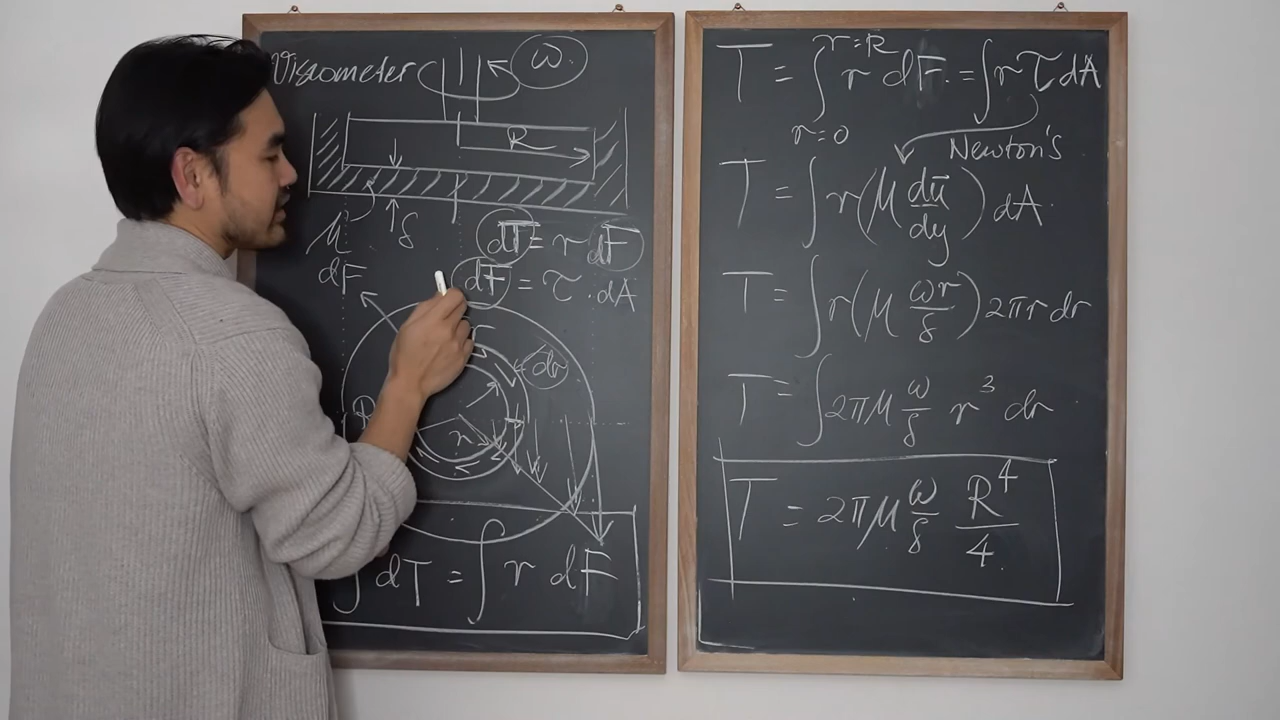 Viscometer ω
R
μ δ
dT = r dF
dF
dF = τ · dA
r
dr
R
r
∫ dT = ∫ r dF
T = ∫ r=R r=0 r dF = ∫ r τ dA
Newton's
T = ∫ r (μ du⃗/dy) dA
T = ∫ r (μ ωr/δ) 2πr dr
T = ∫ 2πμ ω/δ r³ dr
T = 2πμ ω/δ R⁴/4